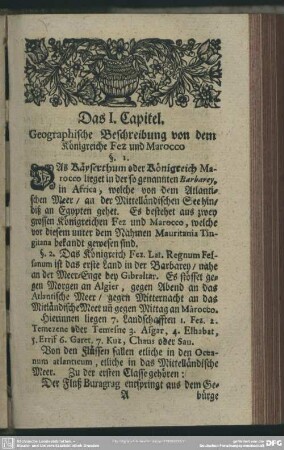 Das I. Capitel.
Geographische Beschreibung von dem
Königreiche Fez und Marocco
§. 1.
DAs Käyserthum oder Königreich Ma-
rocco lieget in der so genannten Barbarey,
in Africa, welche von dem Atlanti-
schen Meer / an der Mittelländischen See hin /
biß an Egypten gehet. Es bestehet aus zwey
grossen Königreichen Fez und Marocco, welche
vor diesem unter dem Nahmen Mauritania Tin-
gitana bekandt gewesen sind.
§. 2. Das Königreich Fez. Lat. Regnum Fes-
sanum ist das erste Land in der Barbarey / nahe
an der Meer-Enge bey Gibraltar. Es stösset ge-
gen Morgen an Algier, gegen Abend an das
Atlantische Meer / gegen Mitternacht an das
Mittländische Meer uñ gegen Mittag an Marocco.
Hierinnen liegen 7. Landschafften 1. Fez. 2.
Temezene oder Temesne 3. Asgar, 4. Elhabat,
5. Errif 6. Garet, 7. Kuz, Chaus oder Sau.
Von den Flüssen fallen etliche in den Ocea-
num atlanticum, etliche in das Mittelländische
Meer. Zu der ersten Classe gehören:
Der Fluß Buragrag entspringt aus dem Ge-
A bürge